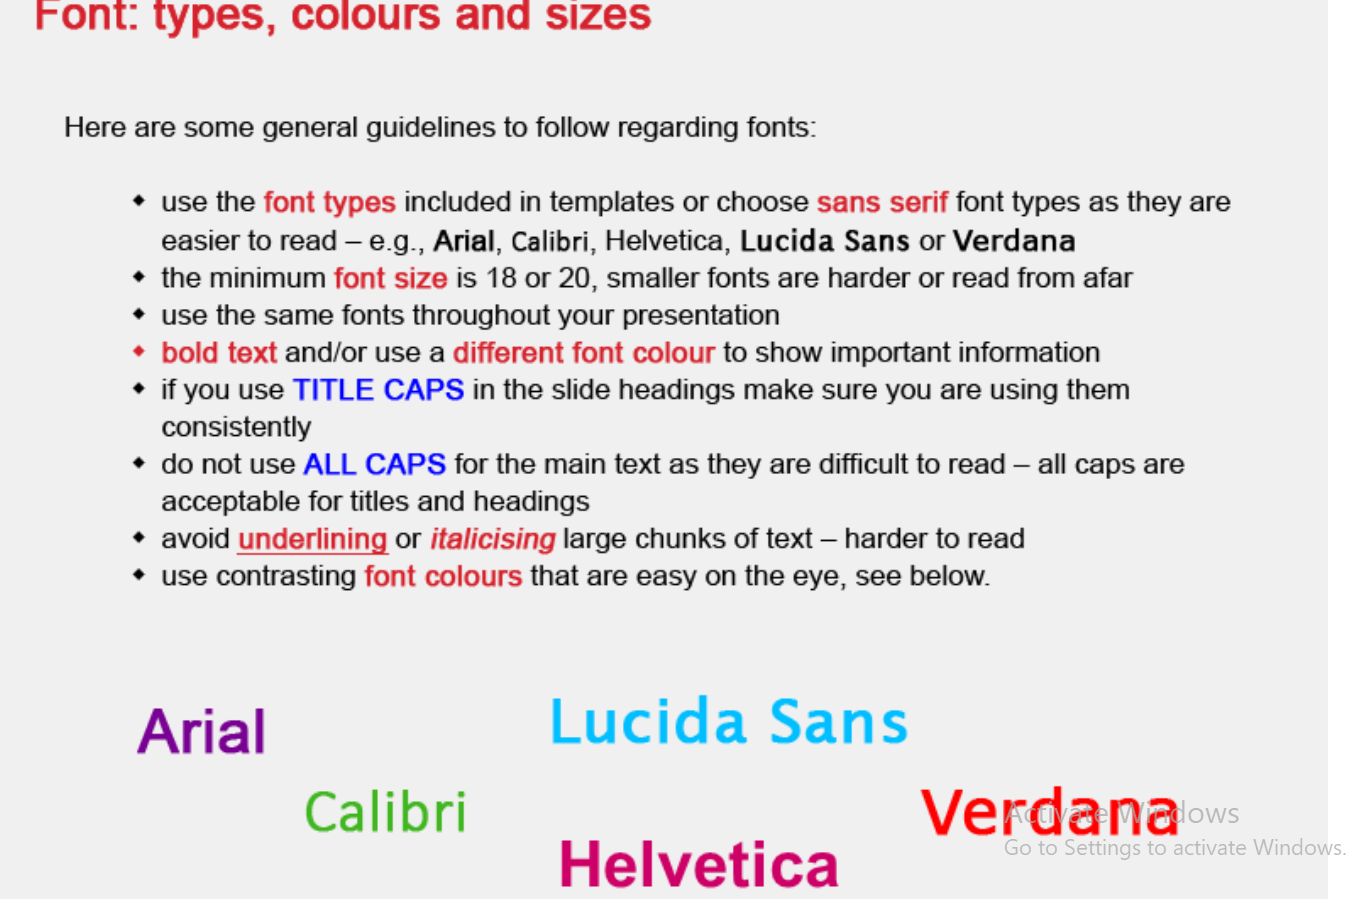 Font: types, colours and sizes
Here are some general guidelines to follow regarding fonts:
◆ use the font types included in templates or choose sans serif font types as they are
easier to read – e.g., Arial, Calibri, Helvetica, Lucida Sans or Verdana
◆ the minimum font size is 18 or 20, smaller fonts are harder or read from afar
◆ use the same fonts throughout your presentation
◆ bold text and/or use a different font colour to show important information
◆ if you use TITLE CAPS in the slide headings make sure you are using them
consistently
◆ do not use ALL CAPS for the main text as they are difficult to read – all caps are
acceptable for titles and headings
◆ avoid underlining or italicising large chunks of text – harder to read
◆ use contrasting font colours that are easy on the eye, see below.
Arial
Lucida Sans
Calibri
Verdana
Helvetica
Activate Windows
Go to Settings to activate Windows.